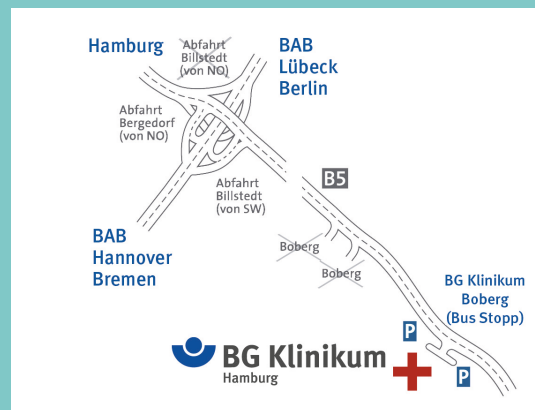 Hamburg
Abfahrt
Billstedt
(von NO)
BAB
Lübeck
Berlin
Abfahrt
Bergedorf
(von NO)
Abfahrt
Billstedt
(von SW)
B5
BAB
Hannover
Bremen
Boberg
Boberg
BG Klinikum
Boberg
(Bus Stopp)
P
BG Klinikum
Hamburg
P